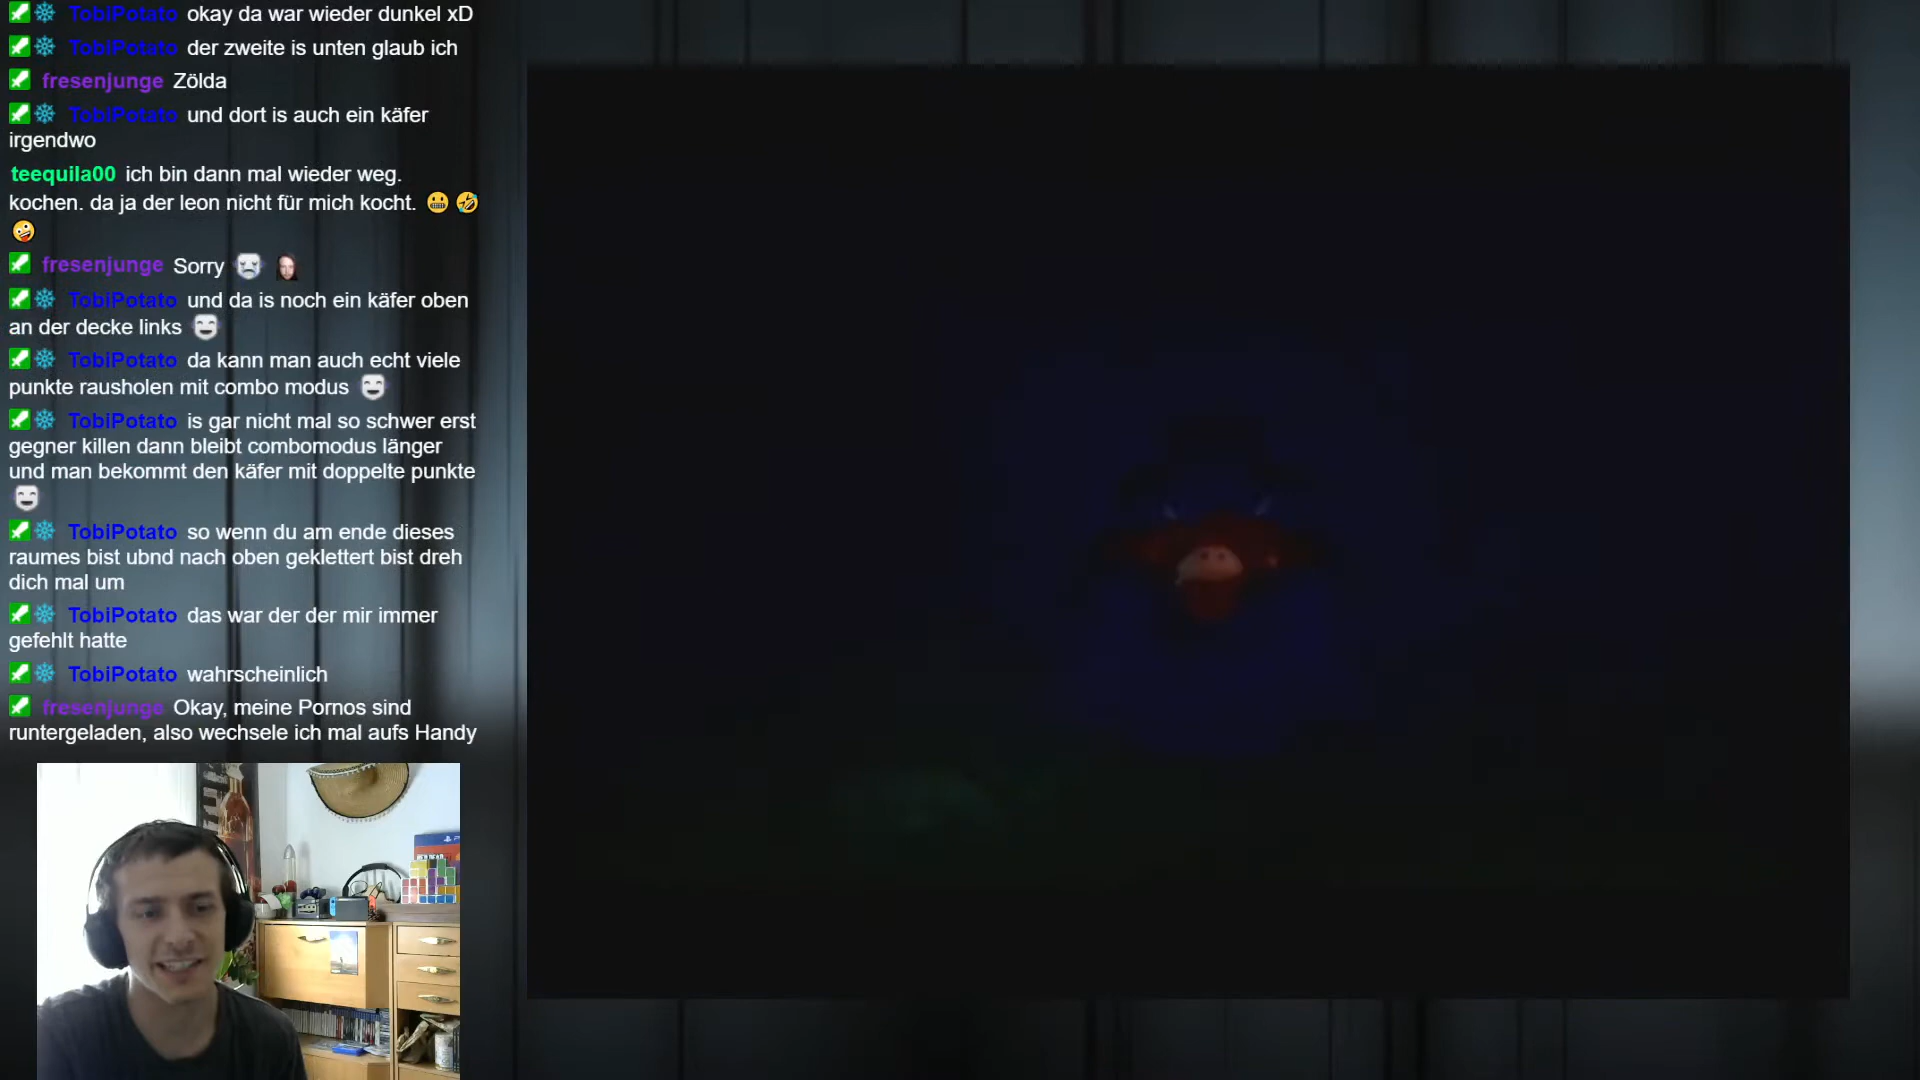 TobiPotato okay da war wieder dunkel xD
TobiPotato der zweite is unten glaub ich
fresenjunge Zölda
TobiPotato und dort is auch ein käfer
irgendwo
teequila00 ich bin dann mal wieder weg.
kochen. da ja der leon nicht für mich kocht.
fresenjunge Sorry
TobiPotato und da is noch ein käfer oben
an der decke links
TobiPotato da kann man auch echt viele
punkte rausholen mit combo modus
TobiPotato is gar nicht mal so schwer erst
gegner killen dann bleibt combomodus länger
und man bekommt den käfer mit doppelte punkte
TobiPotato so wenn du am ende dieses
raumes bist ubnd nach oben geklettert bist dreh
dich mal um
TobiPotato das war der der mir immer
gefehlt hatte
TobiPotato wahrscheinlich
fresenjunge Okay, meine Pornos sind
runtergeladen, also wechsele ich mal aufs Handy